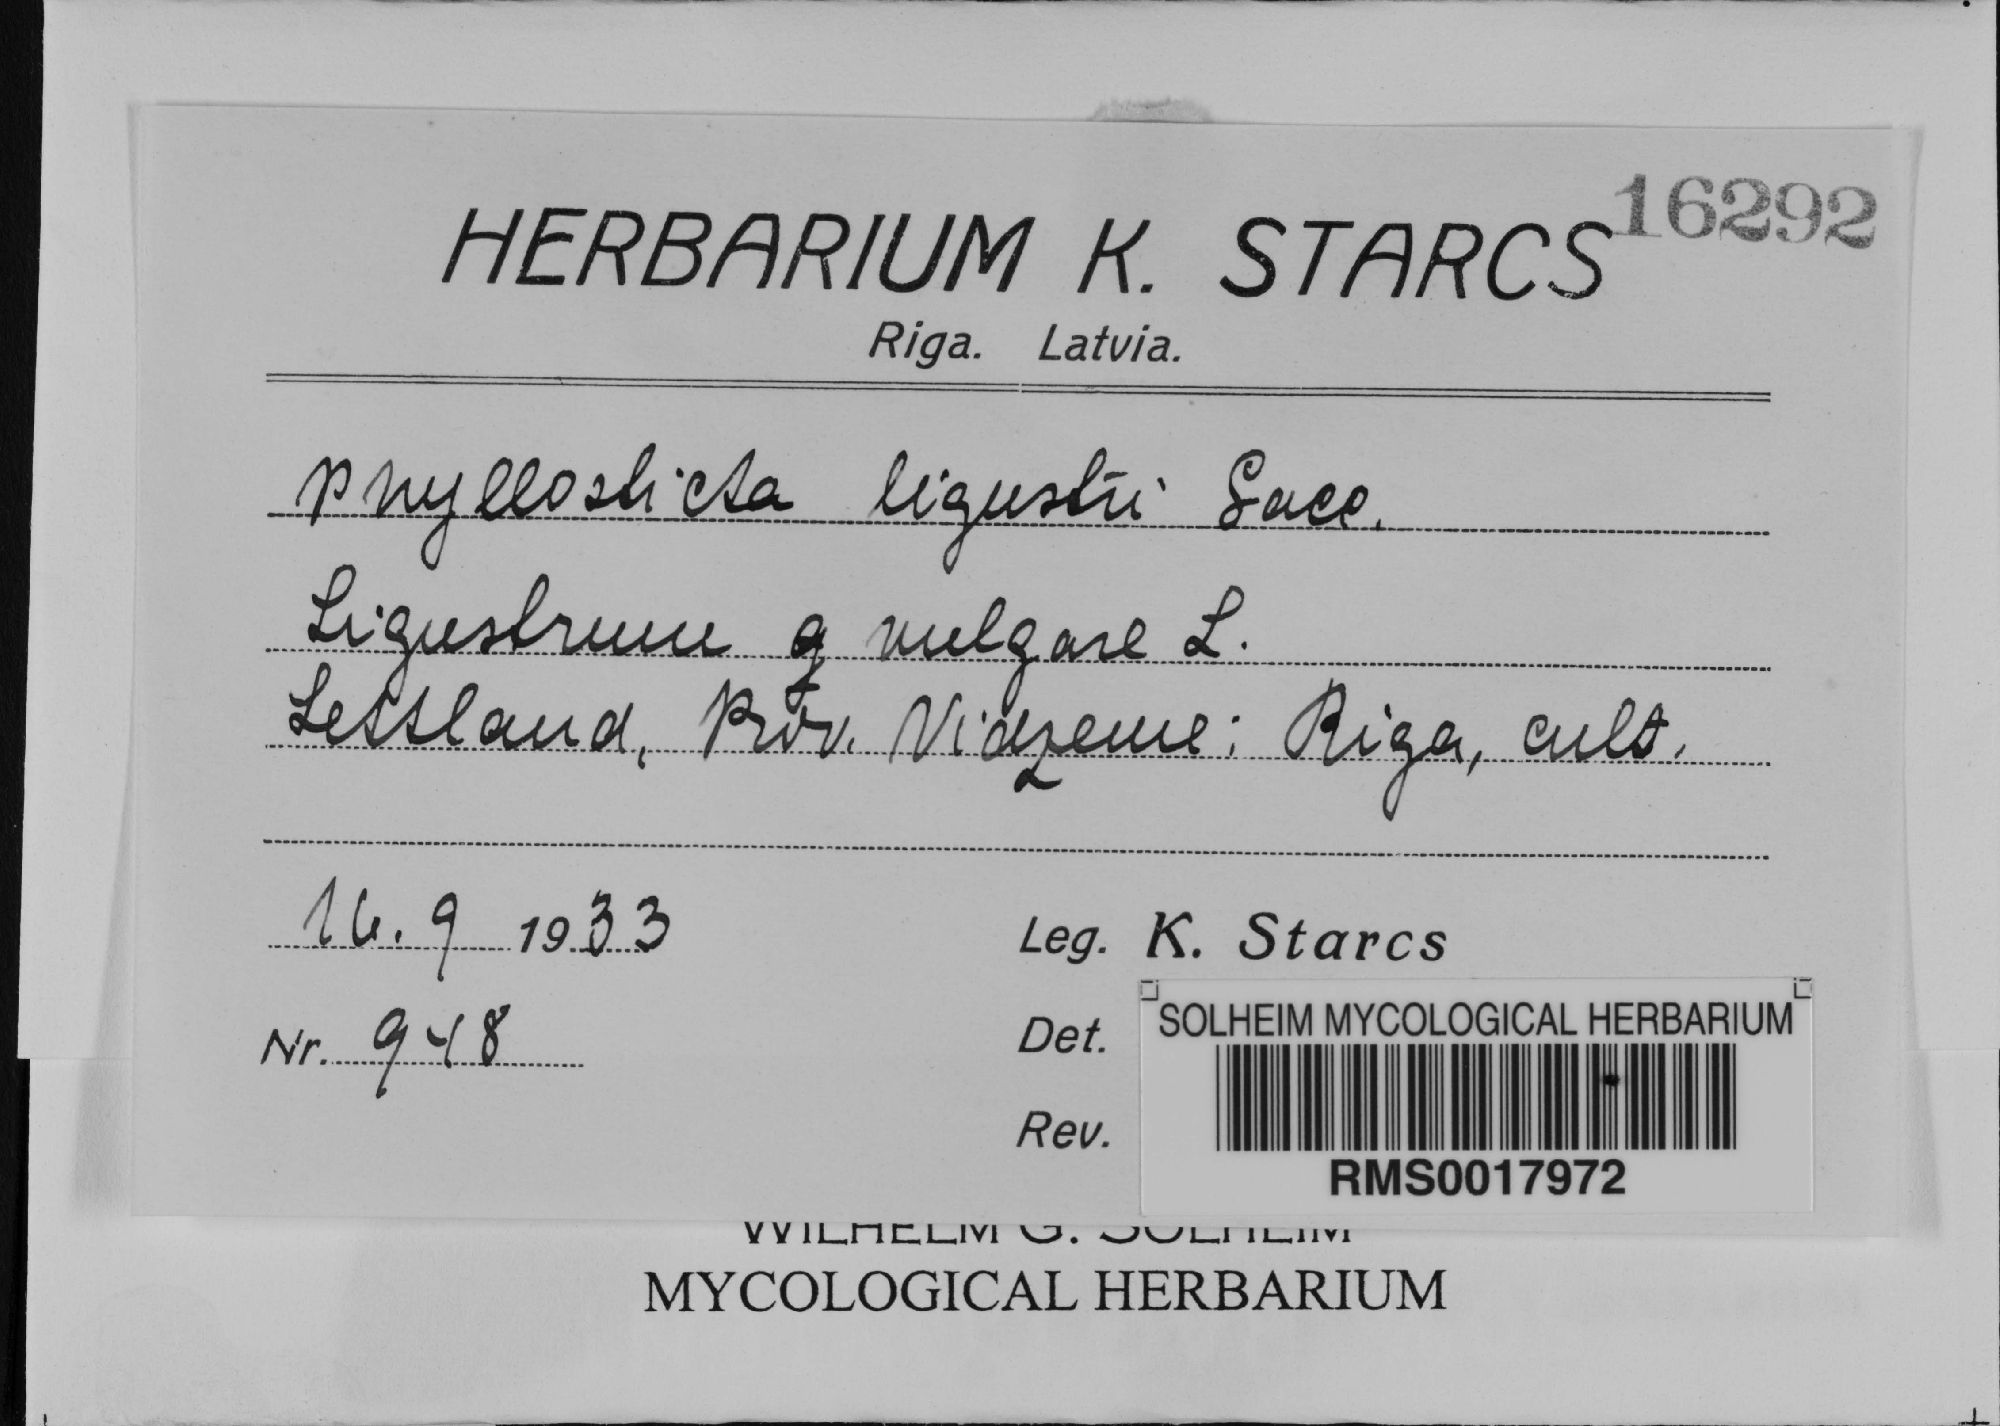 16292
HERBARIUM K. STARCS
Riga. Latvia.
Phyllosticta ligustri Sacc.
Ligustrum vulgare L.
Lettland, Prov. Vidzeme: Riga, cult.
16. 9 1933
Leg. K. Starcs
Nr. 948
Det.
Rev.
SOLHEIM MYCOLOGICAL HERBARIUM
RMS0017972
WILHELM G. SOLHEIM
MYCOLOGICAL HERBARIUM